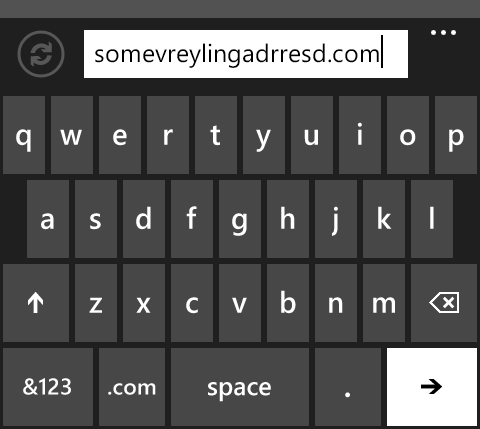 somevreylingadrresd.com
q w e r t y u i o p
a s d f g h j k l
z x c v b n m
&123 .com space .